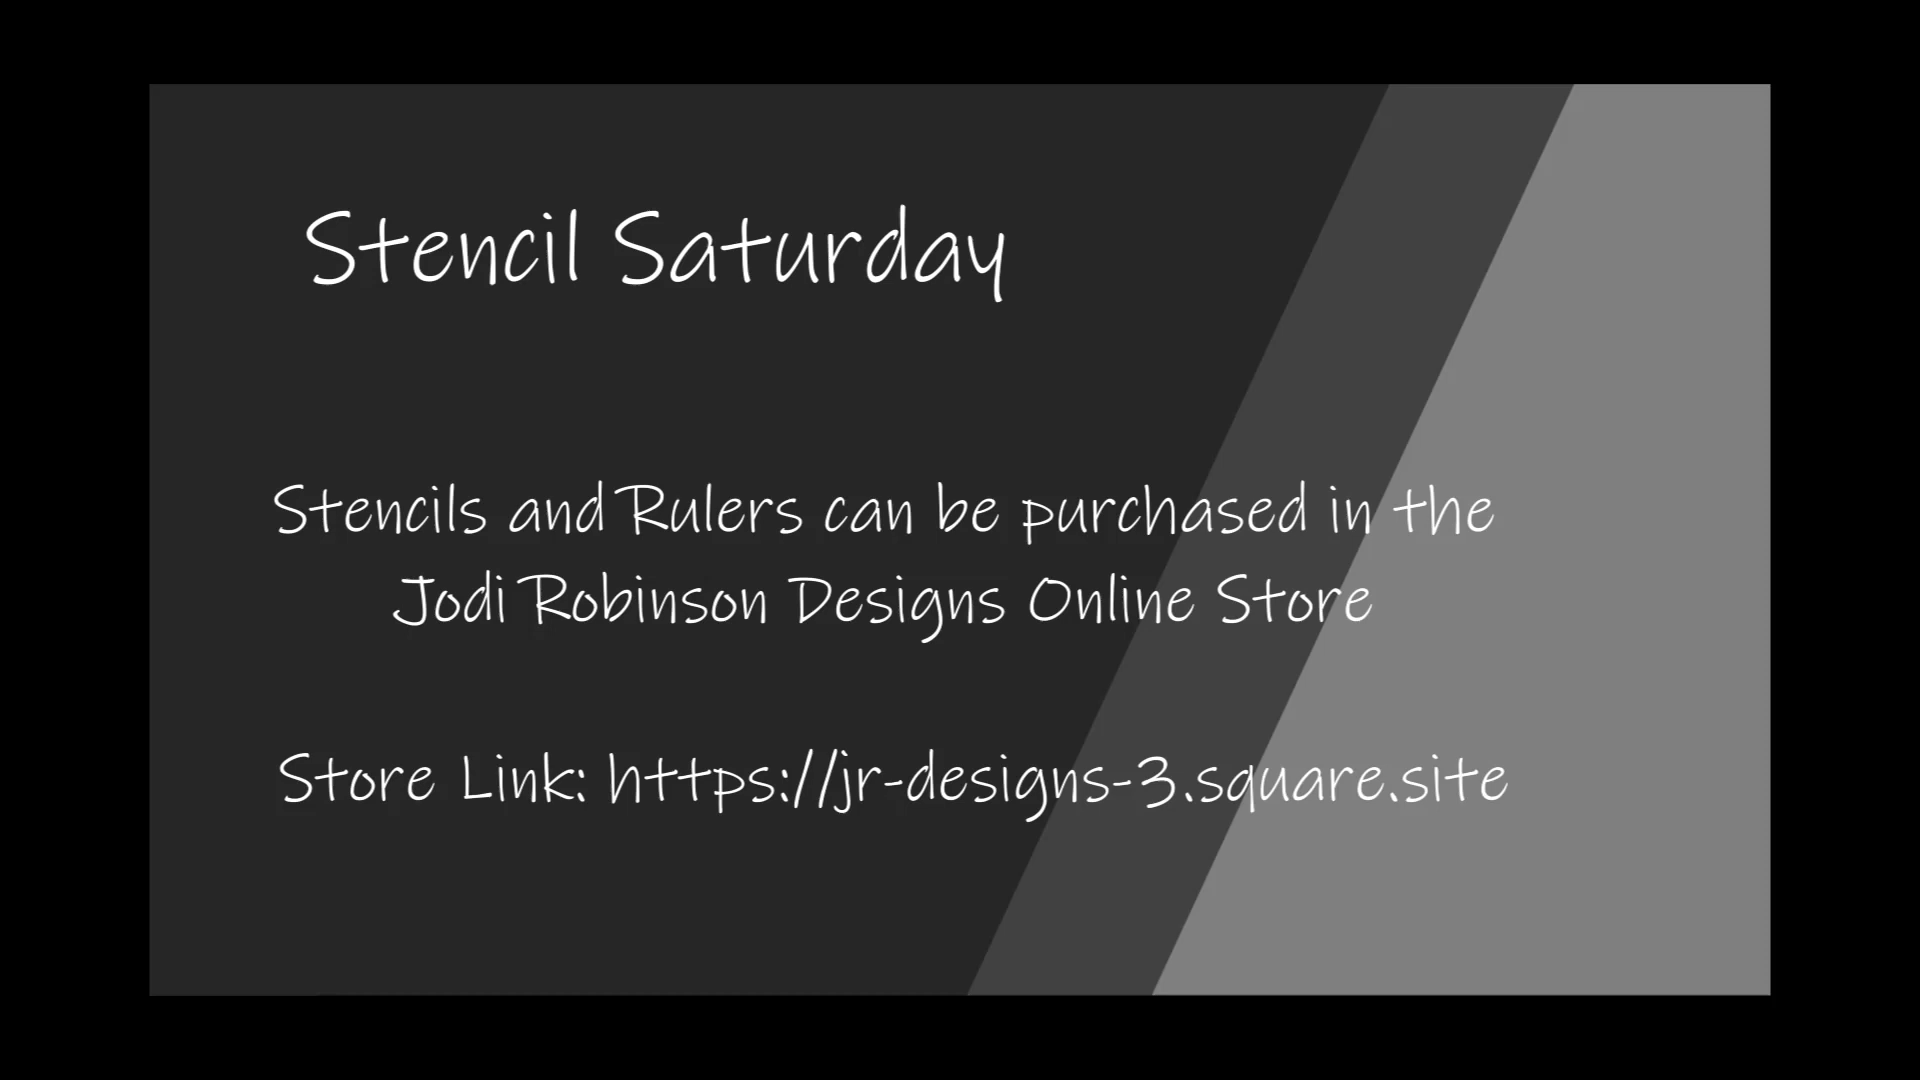 Stencil Saturday
Stencils and Rulers can be purchased in the
Jodi Robinson Designs Online Store
Store Link: https://jr-designs-3.square.site